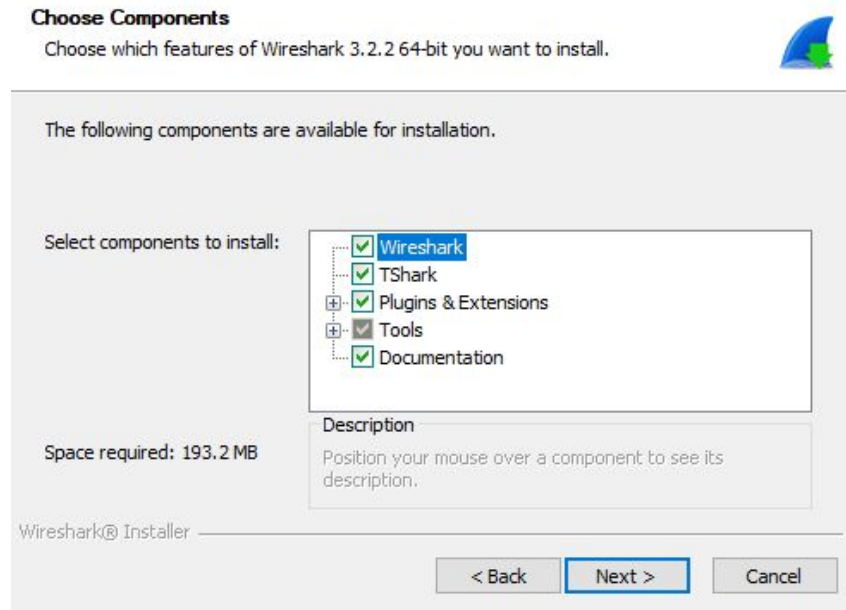 Choose Components
Choose which features of Wireshark 3.2.2 64-bit you want to install.
The following components are available for installation.
Select components to install:
Wireshark
TShark
Plugins & Extensions
Tools
Documentation
Space required: 193.2 MB
Description
Position your mouse over a component to see its
description.
Wireshark® Installer
< Back
Next >
Cancel